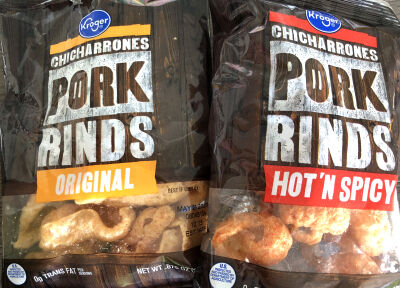 Kroger
CHICHARRONES
PORK
RINDS
ORIGINAL
0g TRANS FAT
NET WT.
Kroger
CHICHARRONES
PORK
RINDS
HOT 'N SPICY